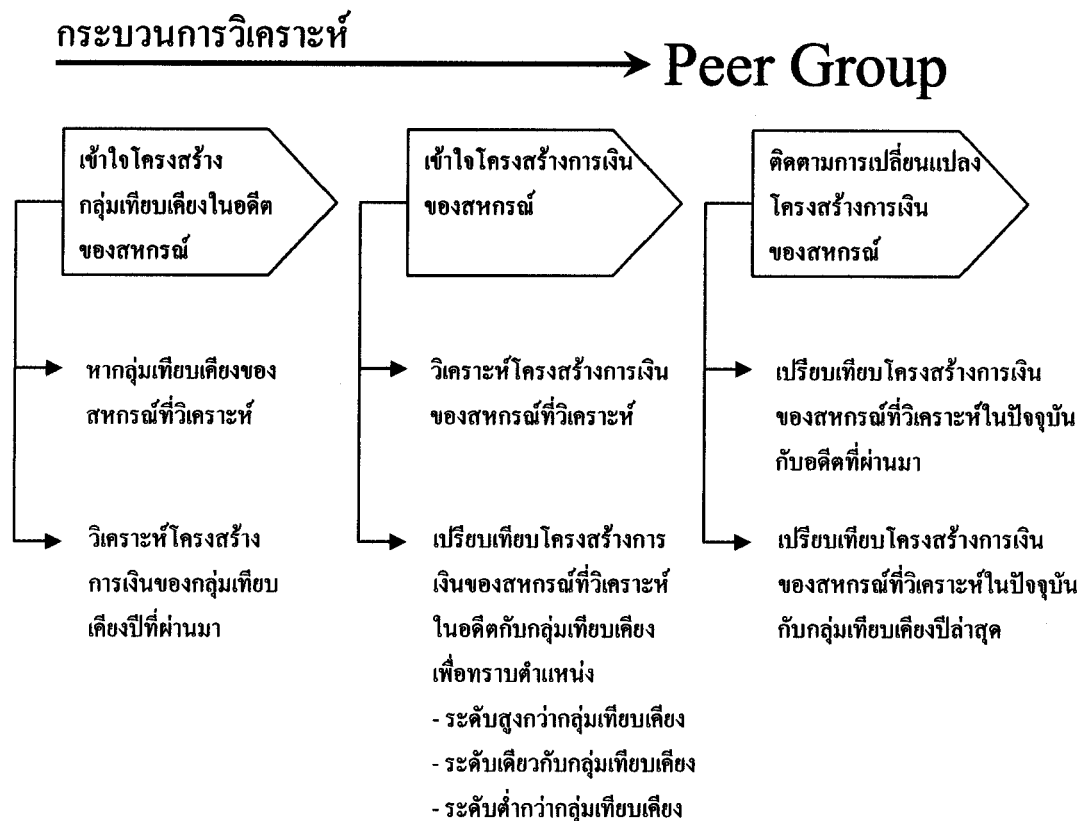 กระบวนการวิเคราะห์
Peer Group
เข้าใจโครงสร้าง
กลุ่มเทียบเคียงในอดีต
ของสหกรณ์
หากลุ่มเทียบเคียงของ
สหกรณ์ที่วิเคราะห์
วิเคราะห์โครงสร้าง
การเงินของกลุ่มเทียบ
เคียงปีที่ผ่านมา
เข้าใจโครงสร้างการเงิน
ของสหกรณ์
วิเคราะห์โครงสร้างการเงิน
ของสหกรณ์ที่วิเคราะห์
เปรียบเทียบโครงสร้างการ
เงินของสหกรณ์ที่วิเคราะห์
ในอดีตกับกลุ่มเทียบเคียง
เพื่อทราบตำแหน่ง
- ระดับสูงกว่ากลุ่มเทียบเคียง
- ระดับเดียวกับกลุ่มเทียบเคียง
- ระดับต่ำกว่ากลุ่มเทียบเคียง
ติดตามการเปลี่ยนแปลง
โครงสร้างการเงิน
ของสหกรณ์
เปรียบเทียบโครงสร้างการเงิน
ของสหกรณ์ที่วิเคราะห์ในปัจจุบัน
กับอดีตที่ผ่านมา
เปรียบเทียบโครงสร้างการเงิน
ของสหกรณ์ที่วิเคราะห์ในปัจจุบัน
กับกลุ่มเทียบเคียงปีล่าสุด